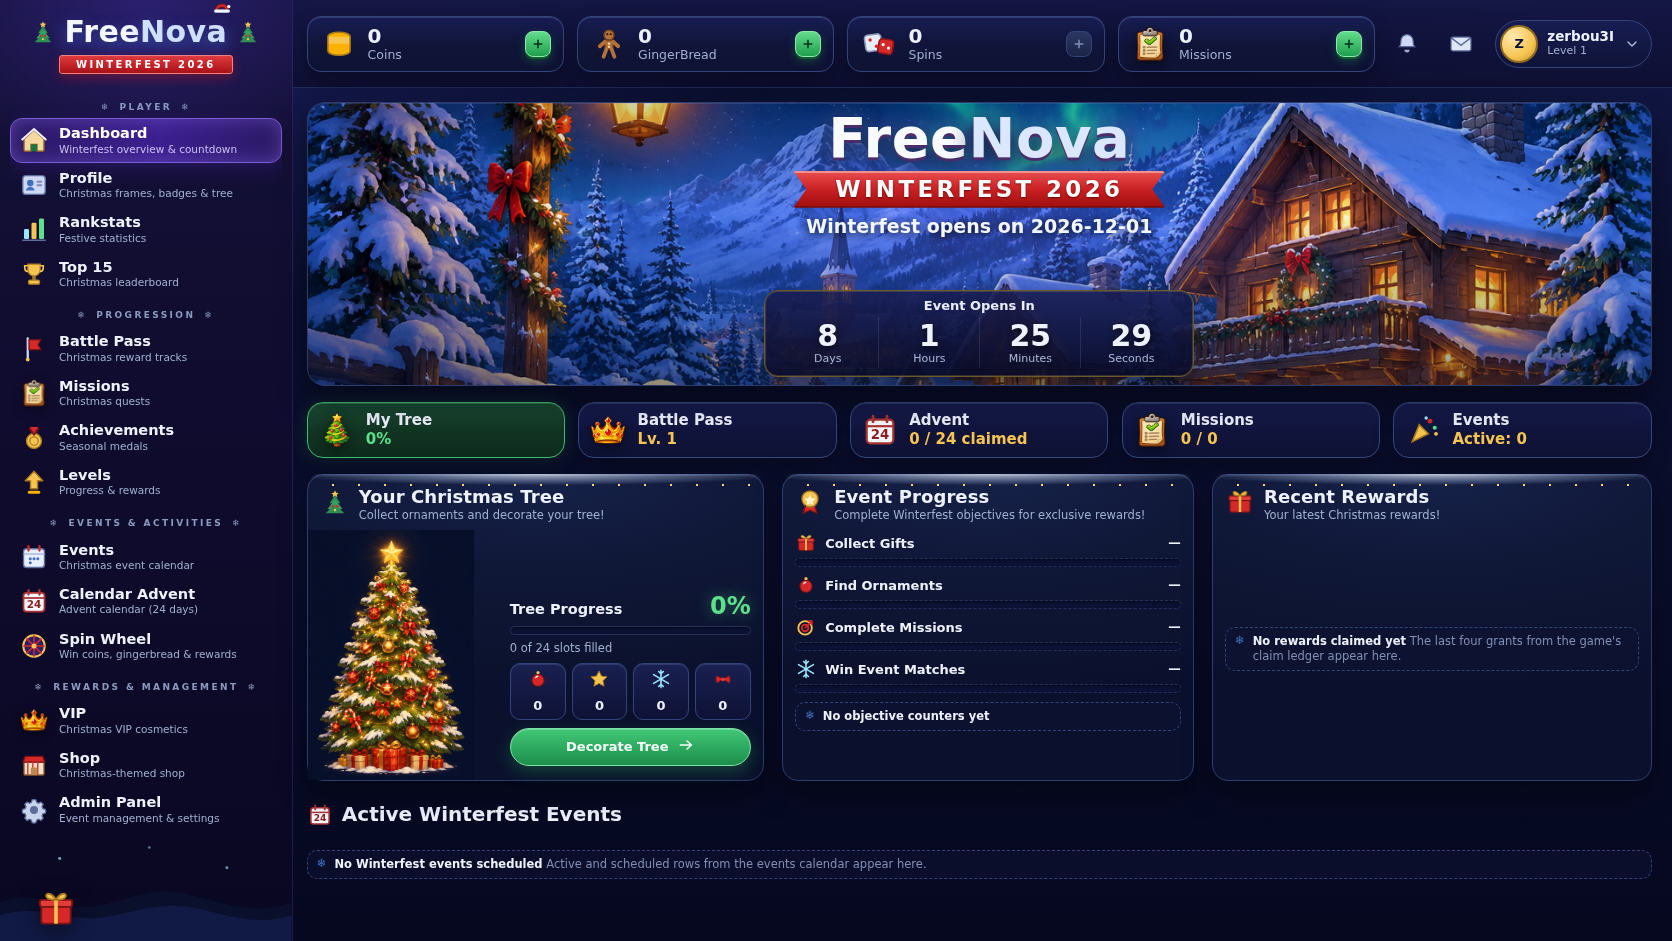 FreeNova
WINTERFEST 2026
PLAYER
Dashboard
Winterfest overview & countdown
Profile
Christmas frames, badges & tree
Rankstats
Festive statistics
Top 15
Christmas leaderboard
PROGRESSION
Battle Pass
Christmas reward tracks
Missions
Christmas quests
Achievements
Seasonal medals
Levels
Progress & rewards
EVENTS & ACTIVITIES
Events
Christmas event calendar
24
Calendar Advent
Advent calendar (24 days)
Spin Wheel
Win coins, gingerbread & rewards
REWARDS & MANAGEMENT
VIP
Christmas VIP cosmetics
Shop
Christmas-themed shop
Admin Panel
Event management & settings
0
Coins
+
0
GingerBread
+
0
Spins
+
0
Missions
+
Z
zerbou3I
Level 1
FreeNova
WINTERFEST 2026
Winterfest opens on 2026-12-01
Event Opens In
8 1 25 29
Days Hours Minutes Seconds
My Tree
0%
Battle Pass
Lv. 1
24
Advent
0 / 24 claimed
Missions
0 / 0
Events
Active: 0
Your Christmas Tree
Collect ornaments and decorate your tree!
Tree Progress 0%
0 of 24 slots filled
0 0 0 0
Decorate Tree →
Event Progress
Complete Winterfest objectives for exclusive rewards!
Collect Gifts —
Find Ornaments —
Complete Missions —
Win Event Matches —
No objective counters yet
Recent Rewards
Your latest Christmas rewards!
No rewards claimed yet The last four grants from the game's
claim ledger appear here.
24
Active Winterfest Events
No Winterfest events scheduled Active and scheduled rows from the events calendar appear here.